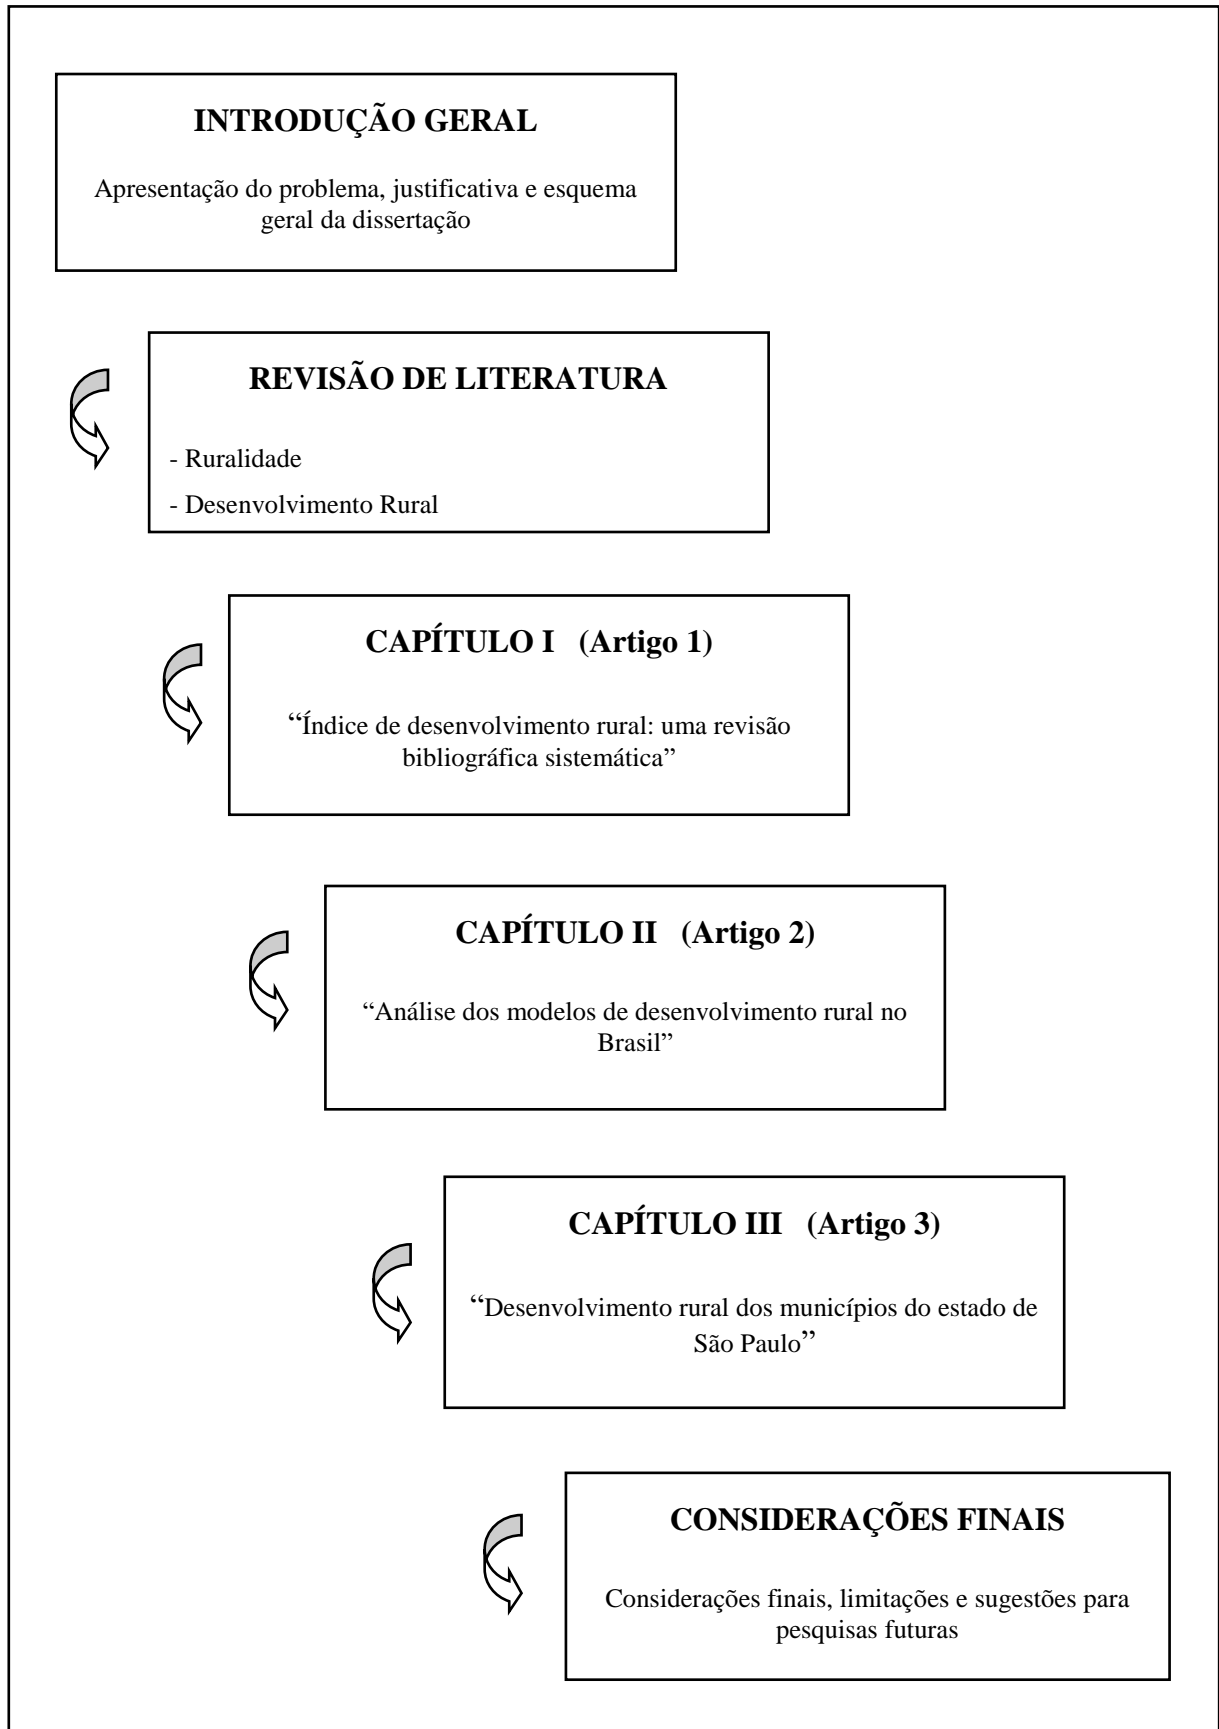 INTRODUÇÃO GERAL
Apresentação do problema, justificativa e esquema
geral da dissertação
REVISÃO DE LITERATURA
- Ruralidade
- Desenvolvimento Rural
CAPÍTULO I (Artigo 1)
“Índice de desenvolvimento rural: uma revisão
bibliográfica sistemática”
CAPÍTULO II (Artigo 2)
“Análise dos modelos de desenvolvimento rural no
Brasil”
CAPÍTULO III (Artigo 3)
“Desenvolvimento rural dos municípios do estado de
São Paulo”
CONSIDERAÇÕES FINAIS
Considerações finais, limitações e sugestões para
pesquisas futuras